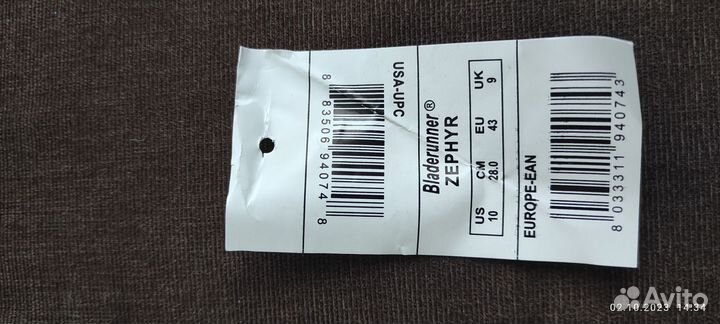 USA-UPC
8 83506 94074 8
Bladerunner®
ZEPHYR
US CM EU UK
10 28.0 43 9
EUROPE-EAN
8 033311 940743
Avito
02.10.2023 14:34